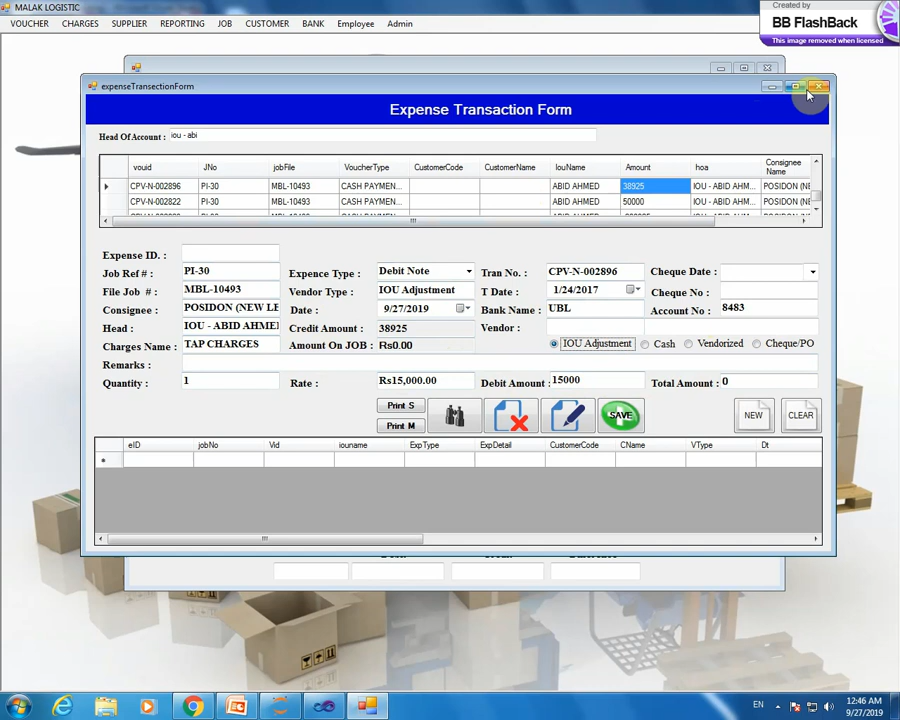 MALAK LOGISTIC
Created by
BB FlashBack
This image removed when licensed
VOUCHER CHARGES SUPPLIER REPORTING JOB CUSTOMER BANK Employee Admin
expenseTransectionForm
Expense Transaction Form
Head Of Account : iou - abi
vouid JNo jobFile VoucherType CustomerCode CustomerName IouName Amount hoa Consignee Name
CPV-N-002896 PI-30 MBL-10493 CASH PAYMEN... ABID AHMED 38925 IOU - ABID AHM... POSIDON (NE
CPV-N-002822 PI-30 MBL-10493 CASH PAYMEN... ABID AHMED 50000 IOU - ABID AHM... POSIDON (NE
Expense ID. :
Job Ref # : PI-30 Expence Type : Debit Note Tran No. : CPV-N-002896 Cheque Date :
File Job # : MBL-10493 Vendor Type : IOU Adjustment T Date : 1/24/2017 Cheque No :
Consignee : POSIDON (NEW LE Date : 9/27/2019 Bank Name : UBL Account No : 8483
Head : IOU - ABID AHME Credit Amount : 38925 Vendor :
Charges Name : TAP CHARGES Amount On JOB : Rs0.00 IOU Adjustment Cash Vendorized Cheque/PO
Remarks :
Quantity : 1 Rate : Rs15,000.00 Debit Amount : 15000 Total Amount : 0
Print S
Print M
SAVE
NEW
CLEAR
eID jobNo Vid iouname ExpType ExpDetail CustomerCode CName VType Dt
EN
12:46 AM
9/27/2019